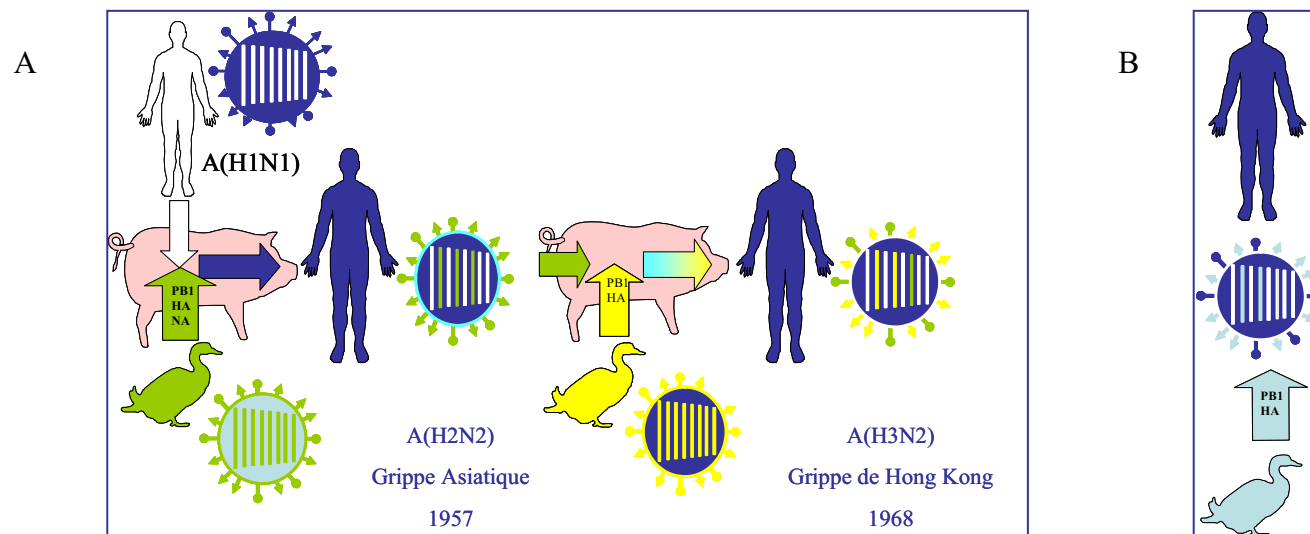 A
B
A(H1N1)
PB1
HA
NA
PB1
HA
PB1
HA
A(H2N2)
Grippe Asiatique
1957
A(H3N2)
Grippe de Hong Kong
1968